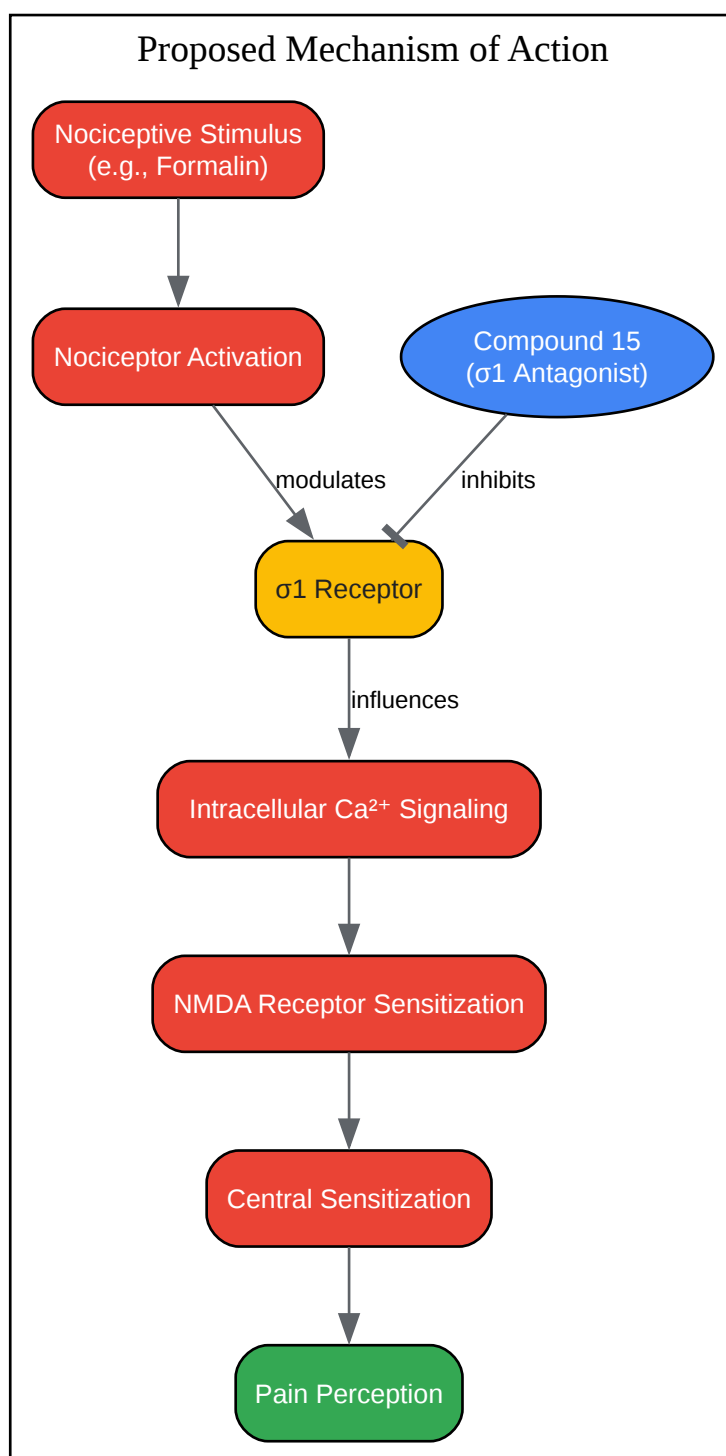 Proposed Mechanism of Action
Nociceptive Stimulus
(e.g., Formalin)
Nociceptor Activation
Compound 15
(σ1 Antagonist)
modulates
inhibits
σ1 Receptor
influences
Intracellular Ca²⁺ Signaling
NMDA Receptor Sensitization
Central Sensitization
Pain Perception